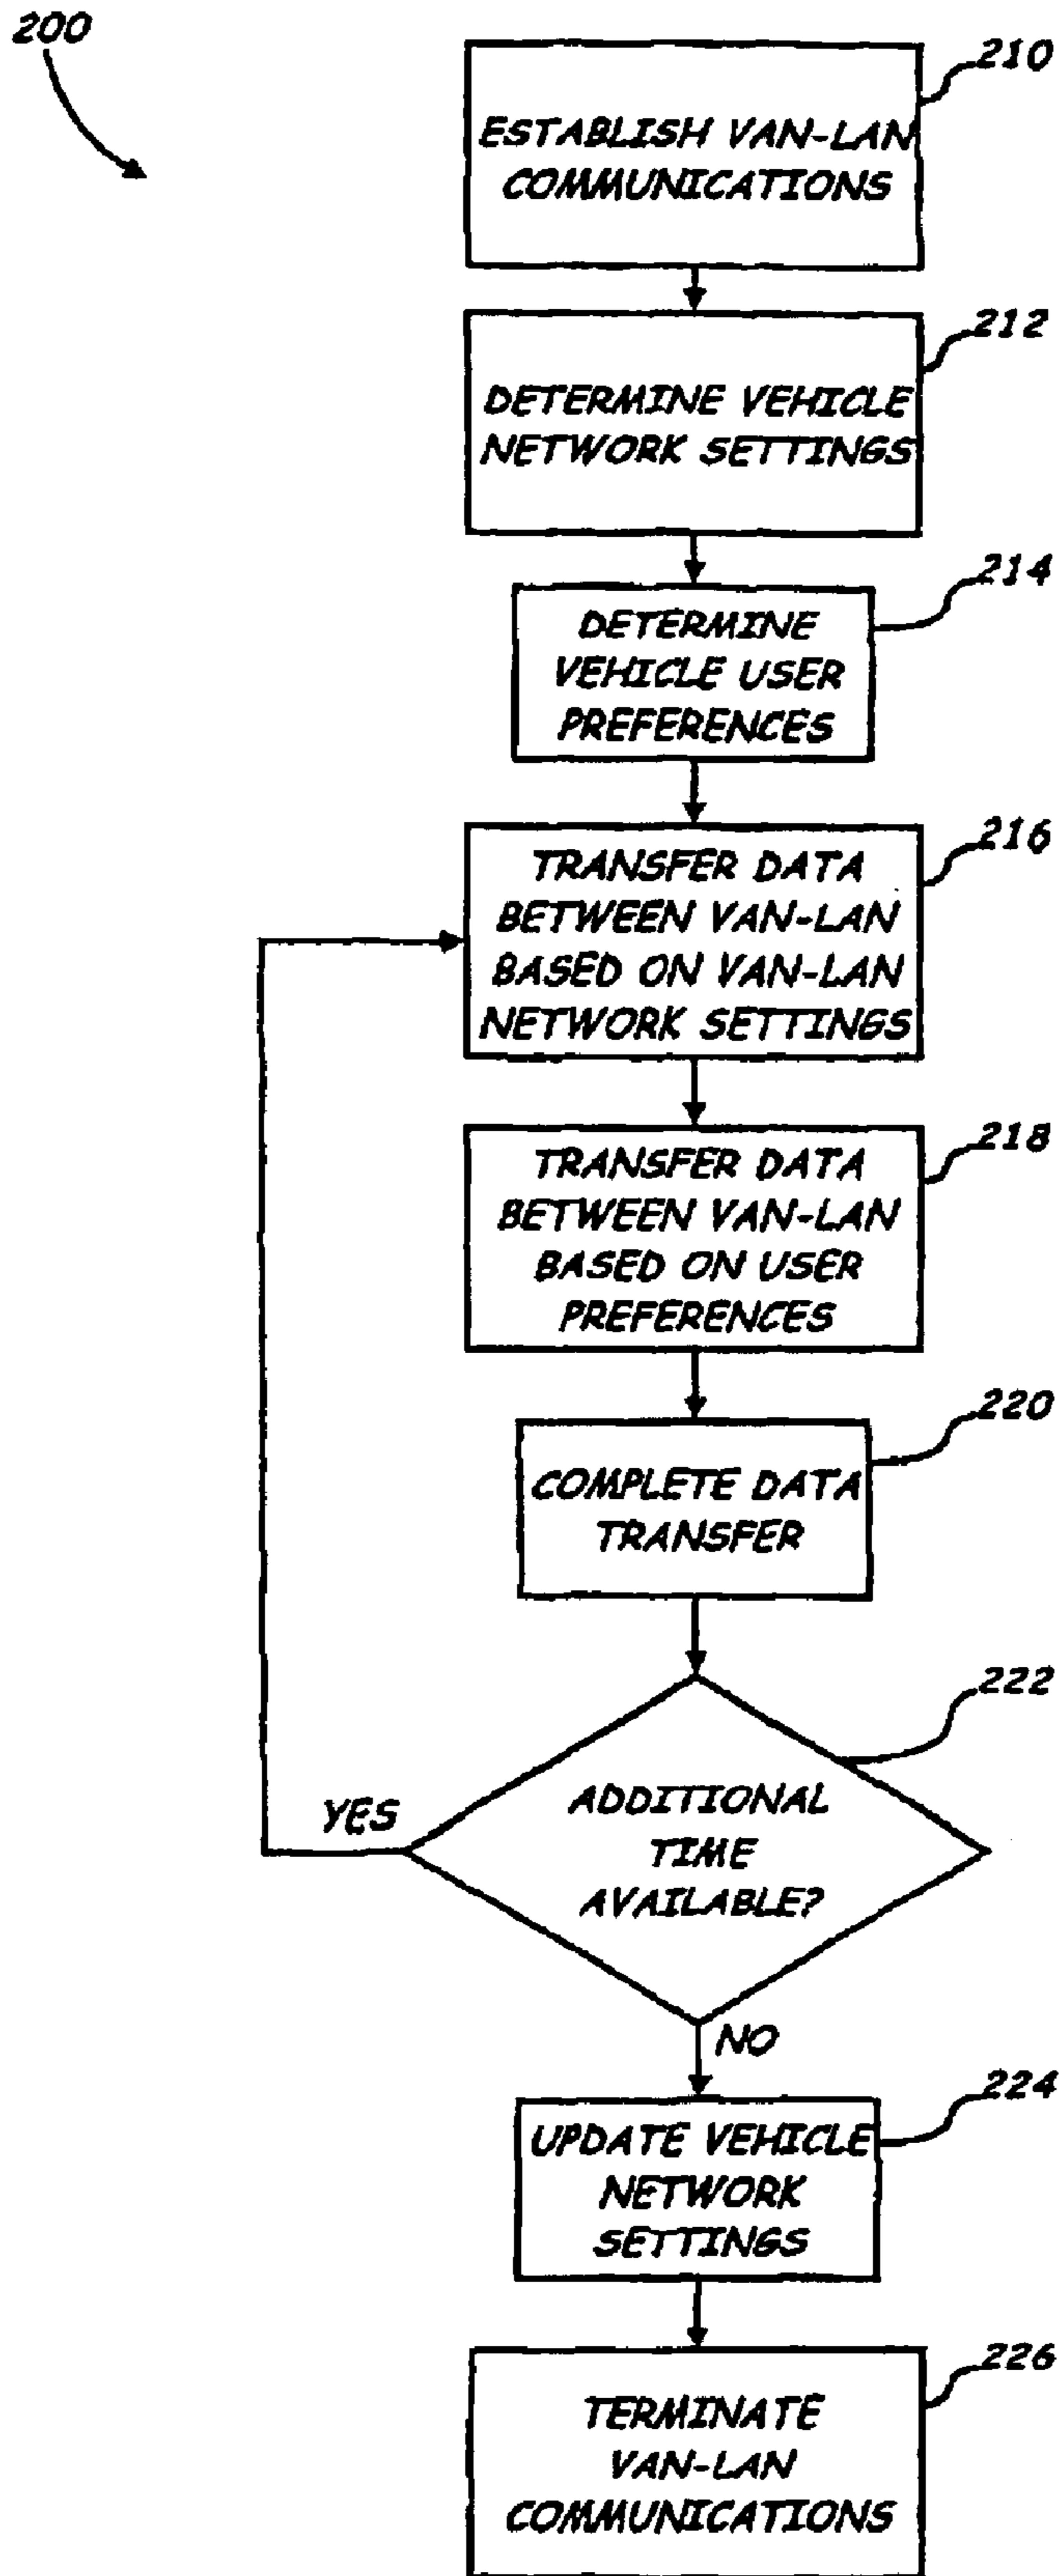 200
210
ESTABLISH VAN-LAN
COMMUNICATIONS
212
DETERMINE VEHICLE
NETWORK SETTINGS
214
DETERMINE
VEHICLE USER
PREFERENCES
216
TRANSFER DATA
BETWEEN VAN-LAN
BASED ON VAN-LAN
NETWORK SETTINGS
218
TRANSFER DATA
BETWEEN VAN-LAN
BASED ON USER
PREFERENCES
220
COMPLETE DATA
TRANSFER
222
ADDITIONAL
TIME
AVAILABLE?
YES
NO
224
UPDATE VEHICLE
NETWORK
SETTINGS
226
TERMINATE
VAN-LAN
COMMUNICATIONS